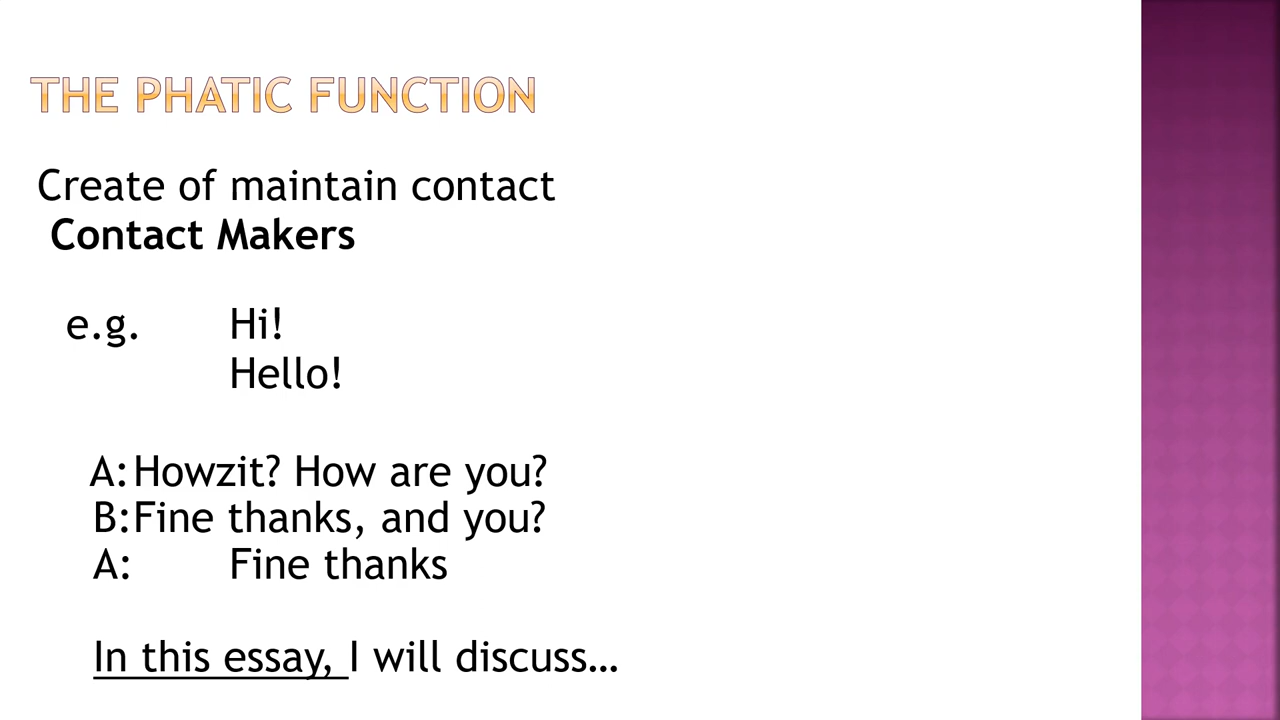 THE PHATIC FUNCTION
Create of maintain contact
Contact Makers
e.g. Hi!
Hello!
A: Howzit? How are you?
B: Fine thanks, and you?
A: Fine thanks
In this essay, I will discuss…